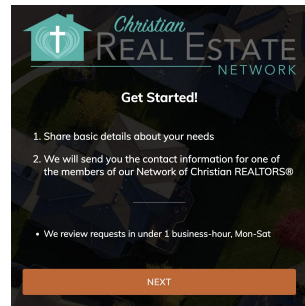 Christian
REAL ESTATE
NETWORK
Get Started!
1. Share basic details about your needs
2. We will send you the contact information for one of
the members of our Network of Christian REALTORS®
• We review requests in under 1 business-hour, Mon-Sat
NEXT